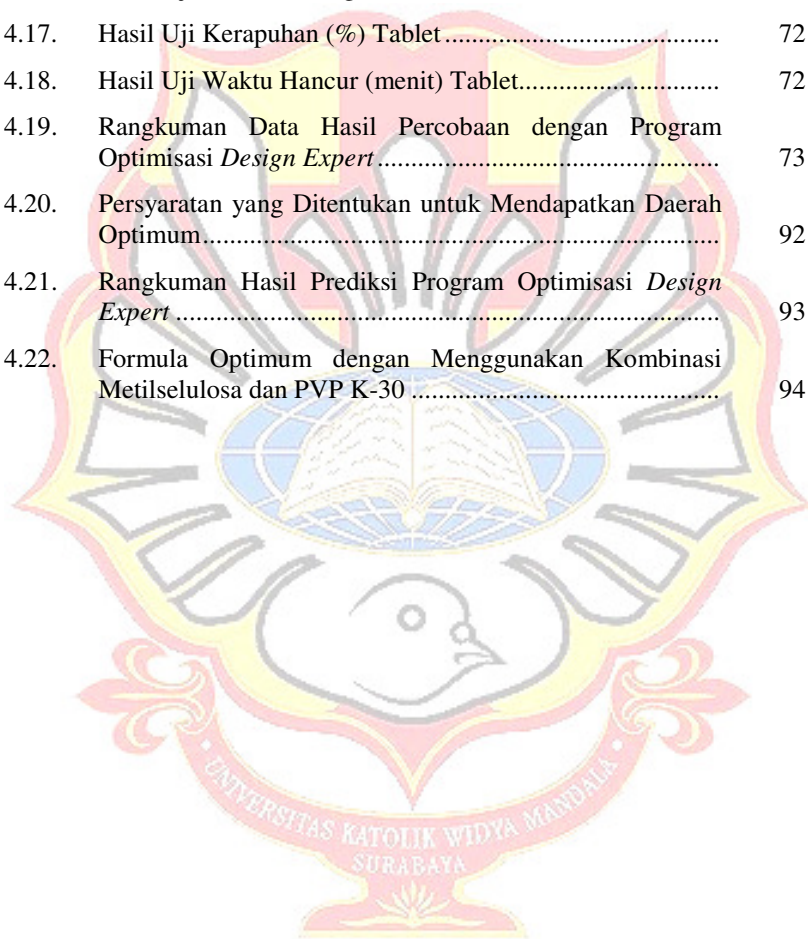 4.17. Hasil Uji Kerapuhan (%) Tablet ........................................ 72
4.18. Hasil Uji Waktu Hancur (menit) Tablet............................. 72
4.19. Rangkuman Data Hasil Percobaan dengan Program
Optimisasi Design Expert .................................................. 73
4.20. Persyaratan yang Ditentukan untuk Mendapatkan Daerah
Optimum........................................................................... 92
4.21. Rangkuman Hasil Prediksi Program Optimisasi Design
Expert ............................................................................... 93
4.22. Formula Optimum dengan Menggunakan Kombinasi
Metilselulosa dan PVP K-30 ............................................. 94
UNIVERSITAS KATOLIK WIDYA MANDALA
SURABAYA